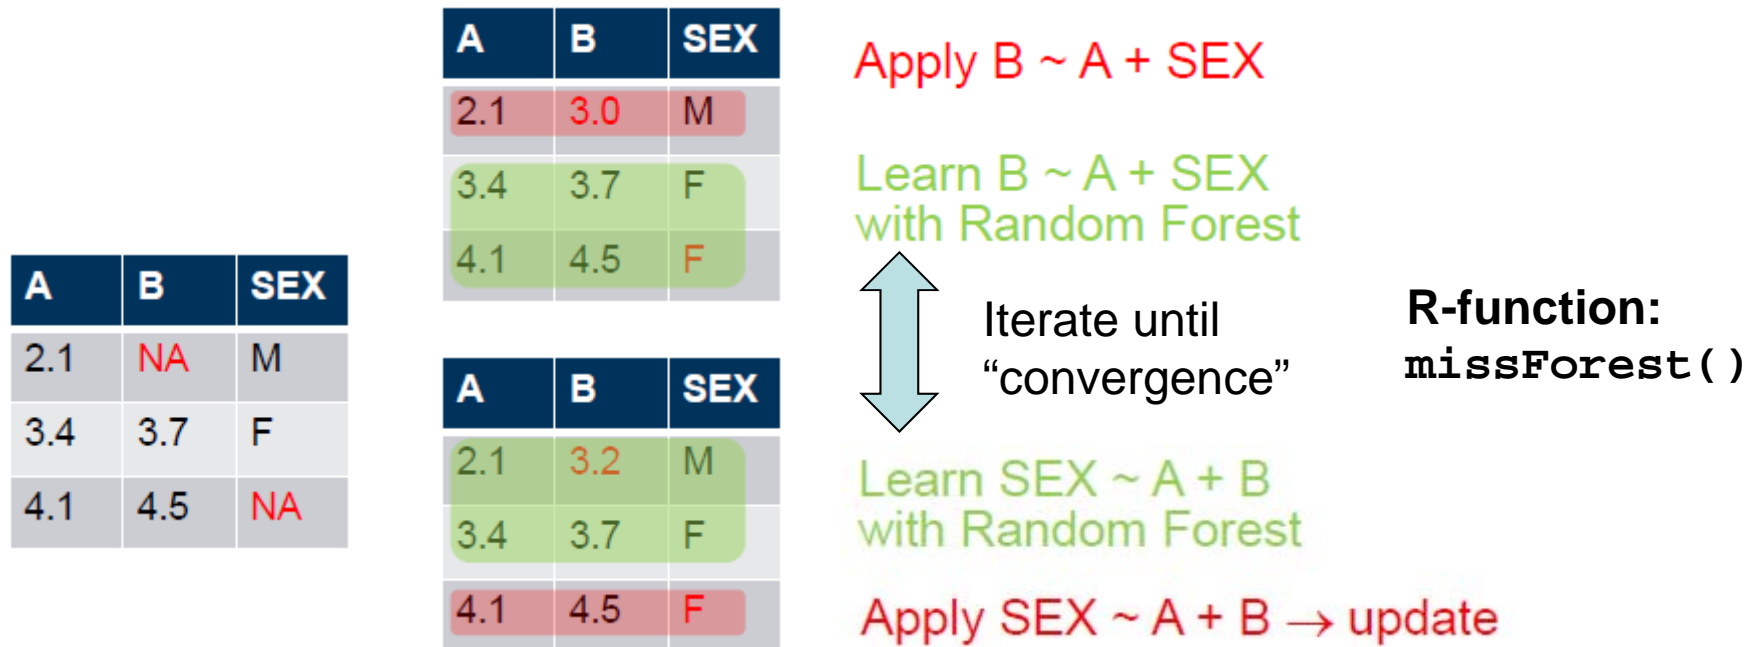 A B SEX
2.1 NA M
3.4 3.7 F
4.1 4.5 NA
A B SEX
2.1 3.0 M
3.4 3.7 F
4.1 4.5 F
Apply B ~ A + SEX
Learn B ~ A + SEX
with Random Forest
Iterate until
“convergence”
A B SEX
2.1 3.2 M
3.4 3.7 F
4.1 4.5 F
Learn SEX ~ A + B
with Random Forest
Apply SEX ~ A + B → update
R-function:
missForest()